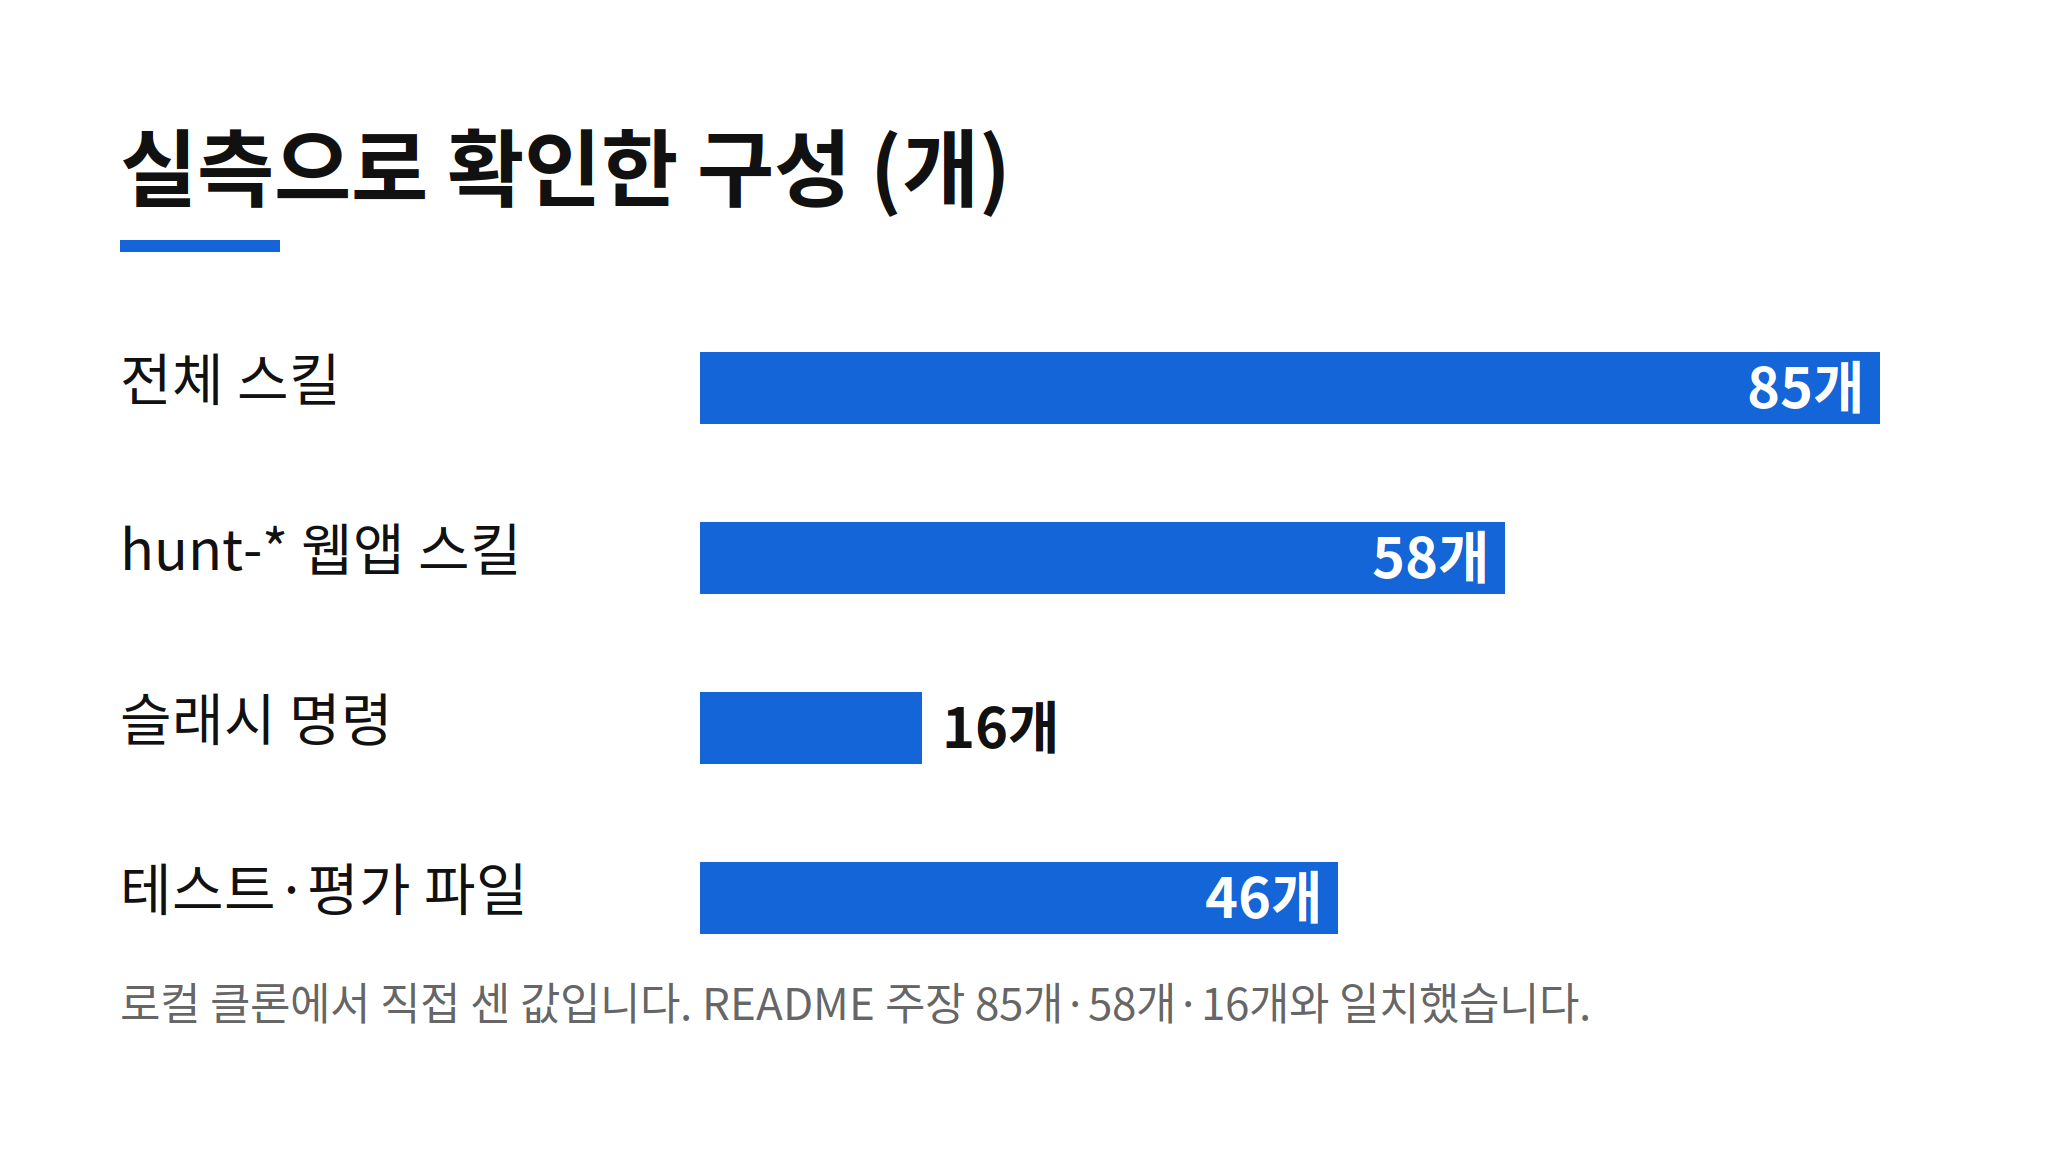 실측으로 확인한 구성 (개)
전체 스킬
85개
hunt-* 웹앱 스킬
58개
슬래시 명령
16개
테스트·평가 파일
46개
로컬 클론에서 직접 센 값입니다. README 주장 85개·58개·16개와 일치했습니다.